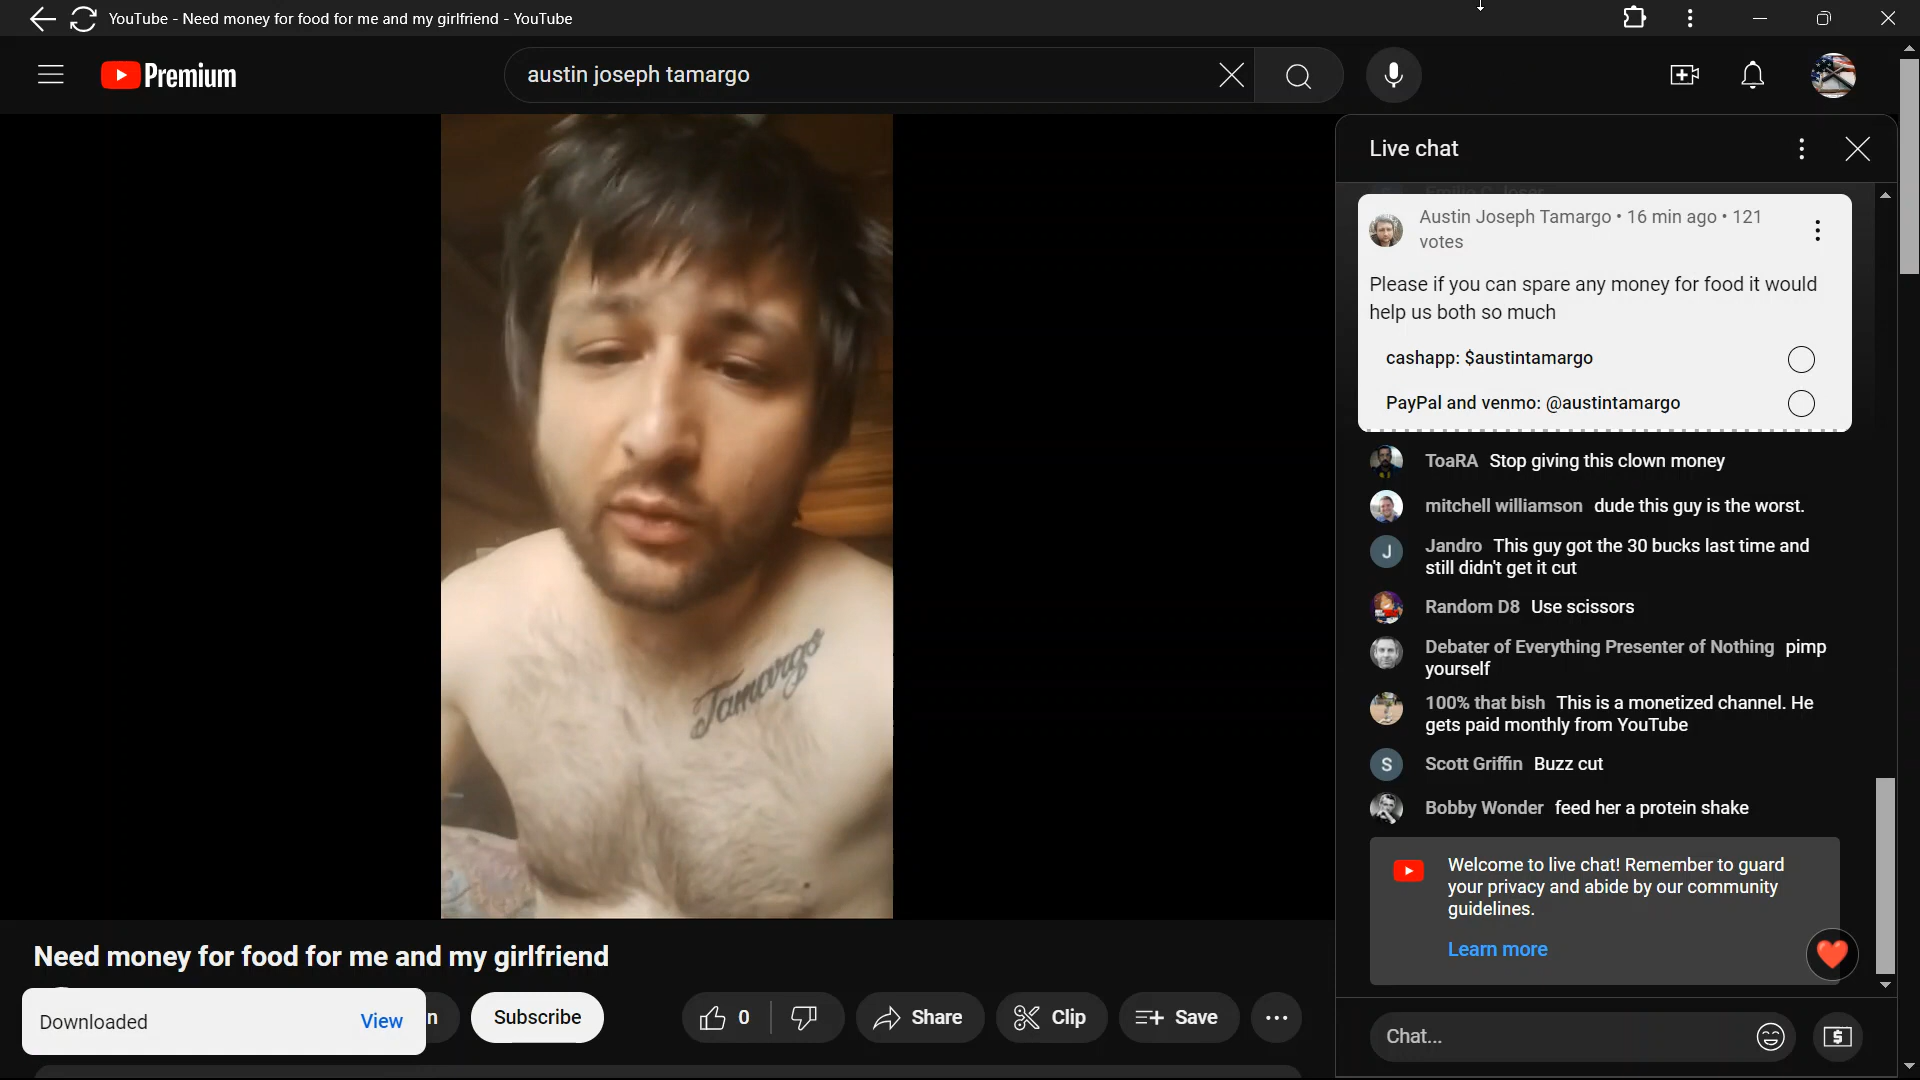 YouTube - Need money for food for me and my girlfriend - YouTube
Premium
austin joseph tamargo
Live chat
Austin Joseph Tamargo • 16 min ago • 121
votes
Please if you can spare any money for food it would
help us both so much
cashapp: $austintamargo
PayPal and venmo: @austintamargo
ToaRA Stop giving this clown money
mitchell williamson dude this guy is the worst.
J
Jandro This guy got the 30 bucks last time and
still didn't get it cut
Random D8 Use scissors
Debater of Everything Presenter of Nothing pimp
yourself
100% that bish This is a monetized channel. He
gets paid monthly from YouTube
S
Scott Griffin Buzz cut
Bobby Wonder feed her a protein shake
Welcome to live chat! Remember to guard
your privacy and abide by our community
guidelines.
Learn more
Chat...
Tamargo
Need money for food for me and my girlfriend
Downloaded View
n
Subscribe
0
Share
Clip
Save